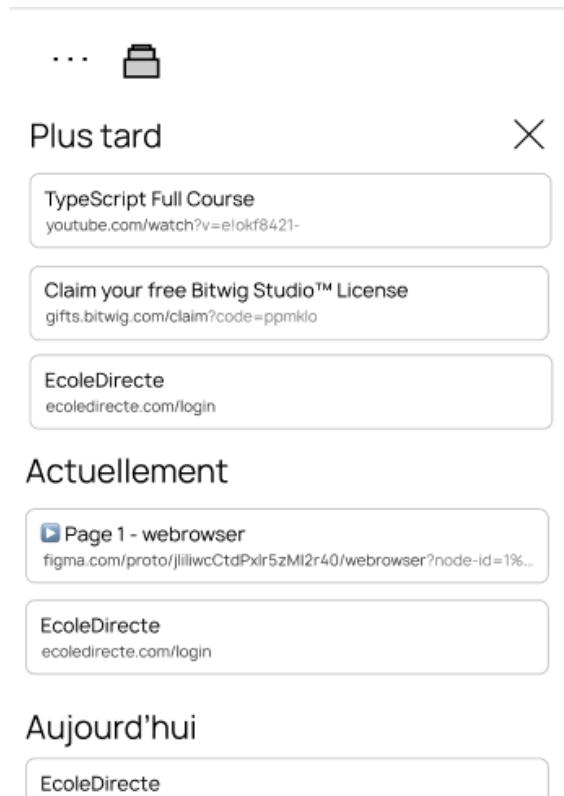 ...
Plus tard
TypeScript Full Course
youtube.com/watch?v=e!okf8421-
Claim your free Bitwig Studio™ License
gifts.bitwig.com/claim?code=ppmklo
EcoleDirecte
ecoledirecte.com/login
Actuellement
Page 1 - webrowser
figma.com/proto/jliliwcCtdPxlr5zMl2r40/webrowser?node-id=1%...
EcoleDirecte
ecoledirecte.com/login
Aujourd'hui
EcoleDirecte